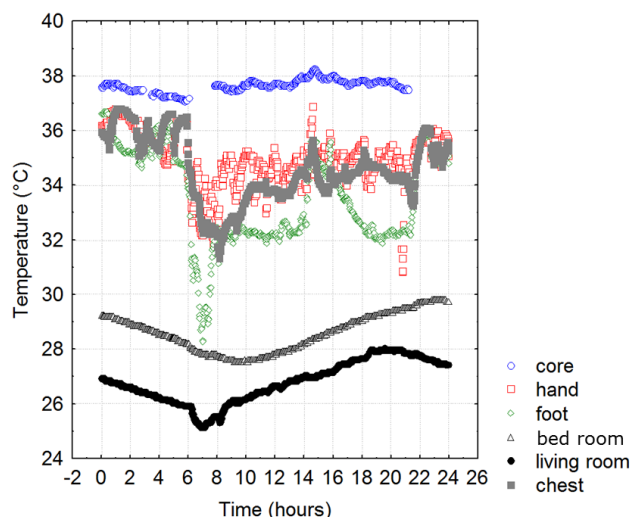 40
38
36
34
32
30
28
26
24
Temperature (°C)
-2 0 2 4 6 8 10 12 14 16 18 20 22 24 26
Time (hours)
core
hand
foot
bed room
living room
chest